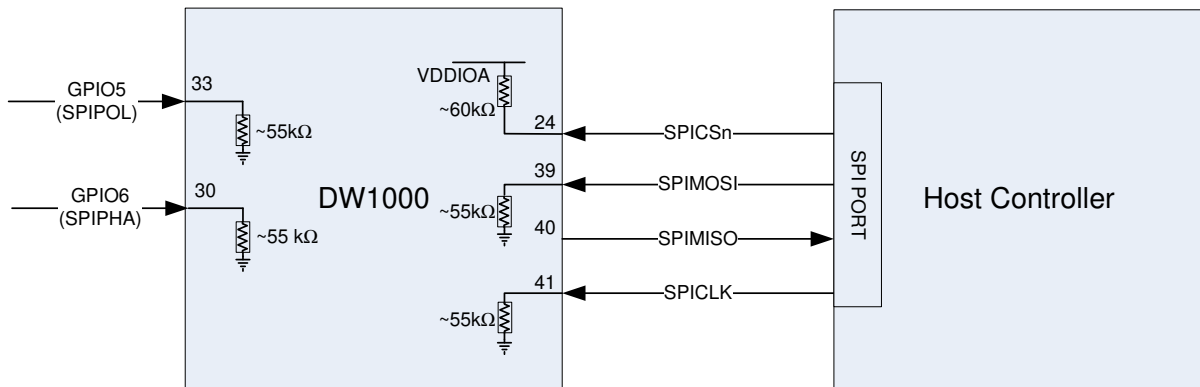 GPIO5
(SPIPOL)
33
~55kΩ
GPIO6
(SPIPHA)
30
~55 kΩ
DW1000
VDDIOA
~60kΩ
24
39
~55kΩ
40
41
~55kΩ
SPICSn
SPIMOSI
SPIMISO
SPICLK
SPI PORT
Host Controller